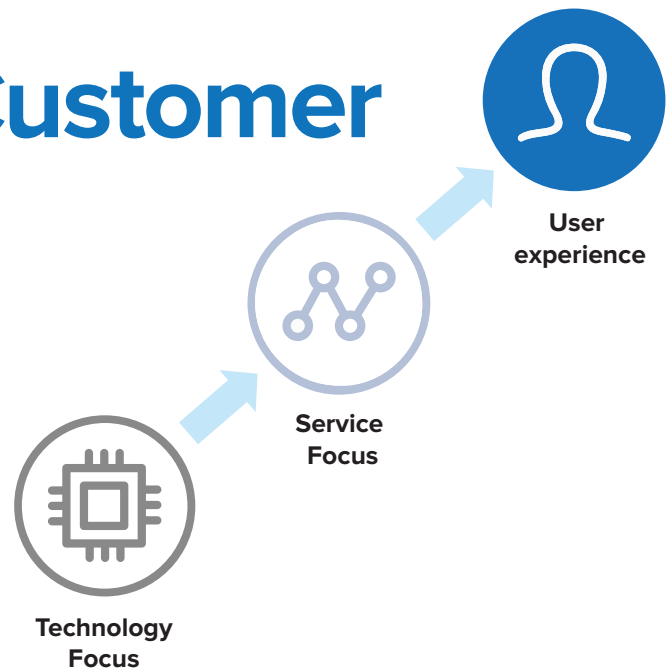 Customer
User
experience
Service
Focus
Technology
Focus